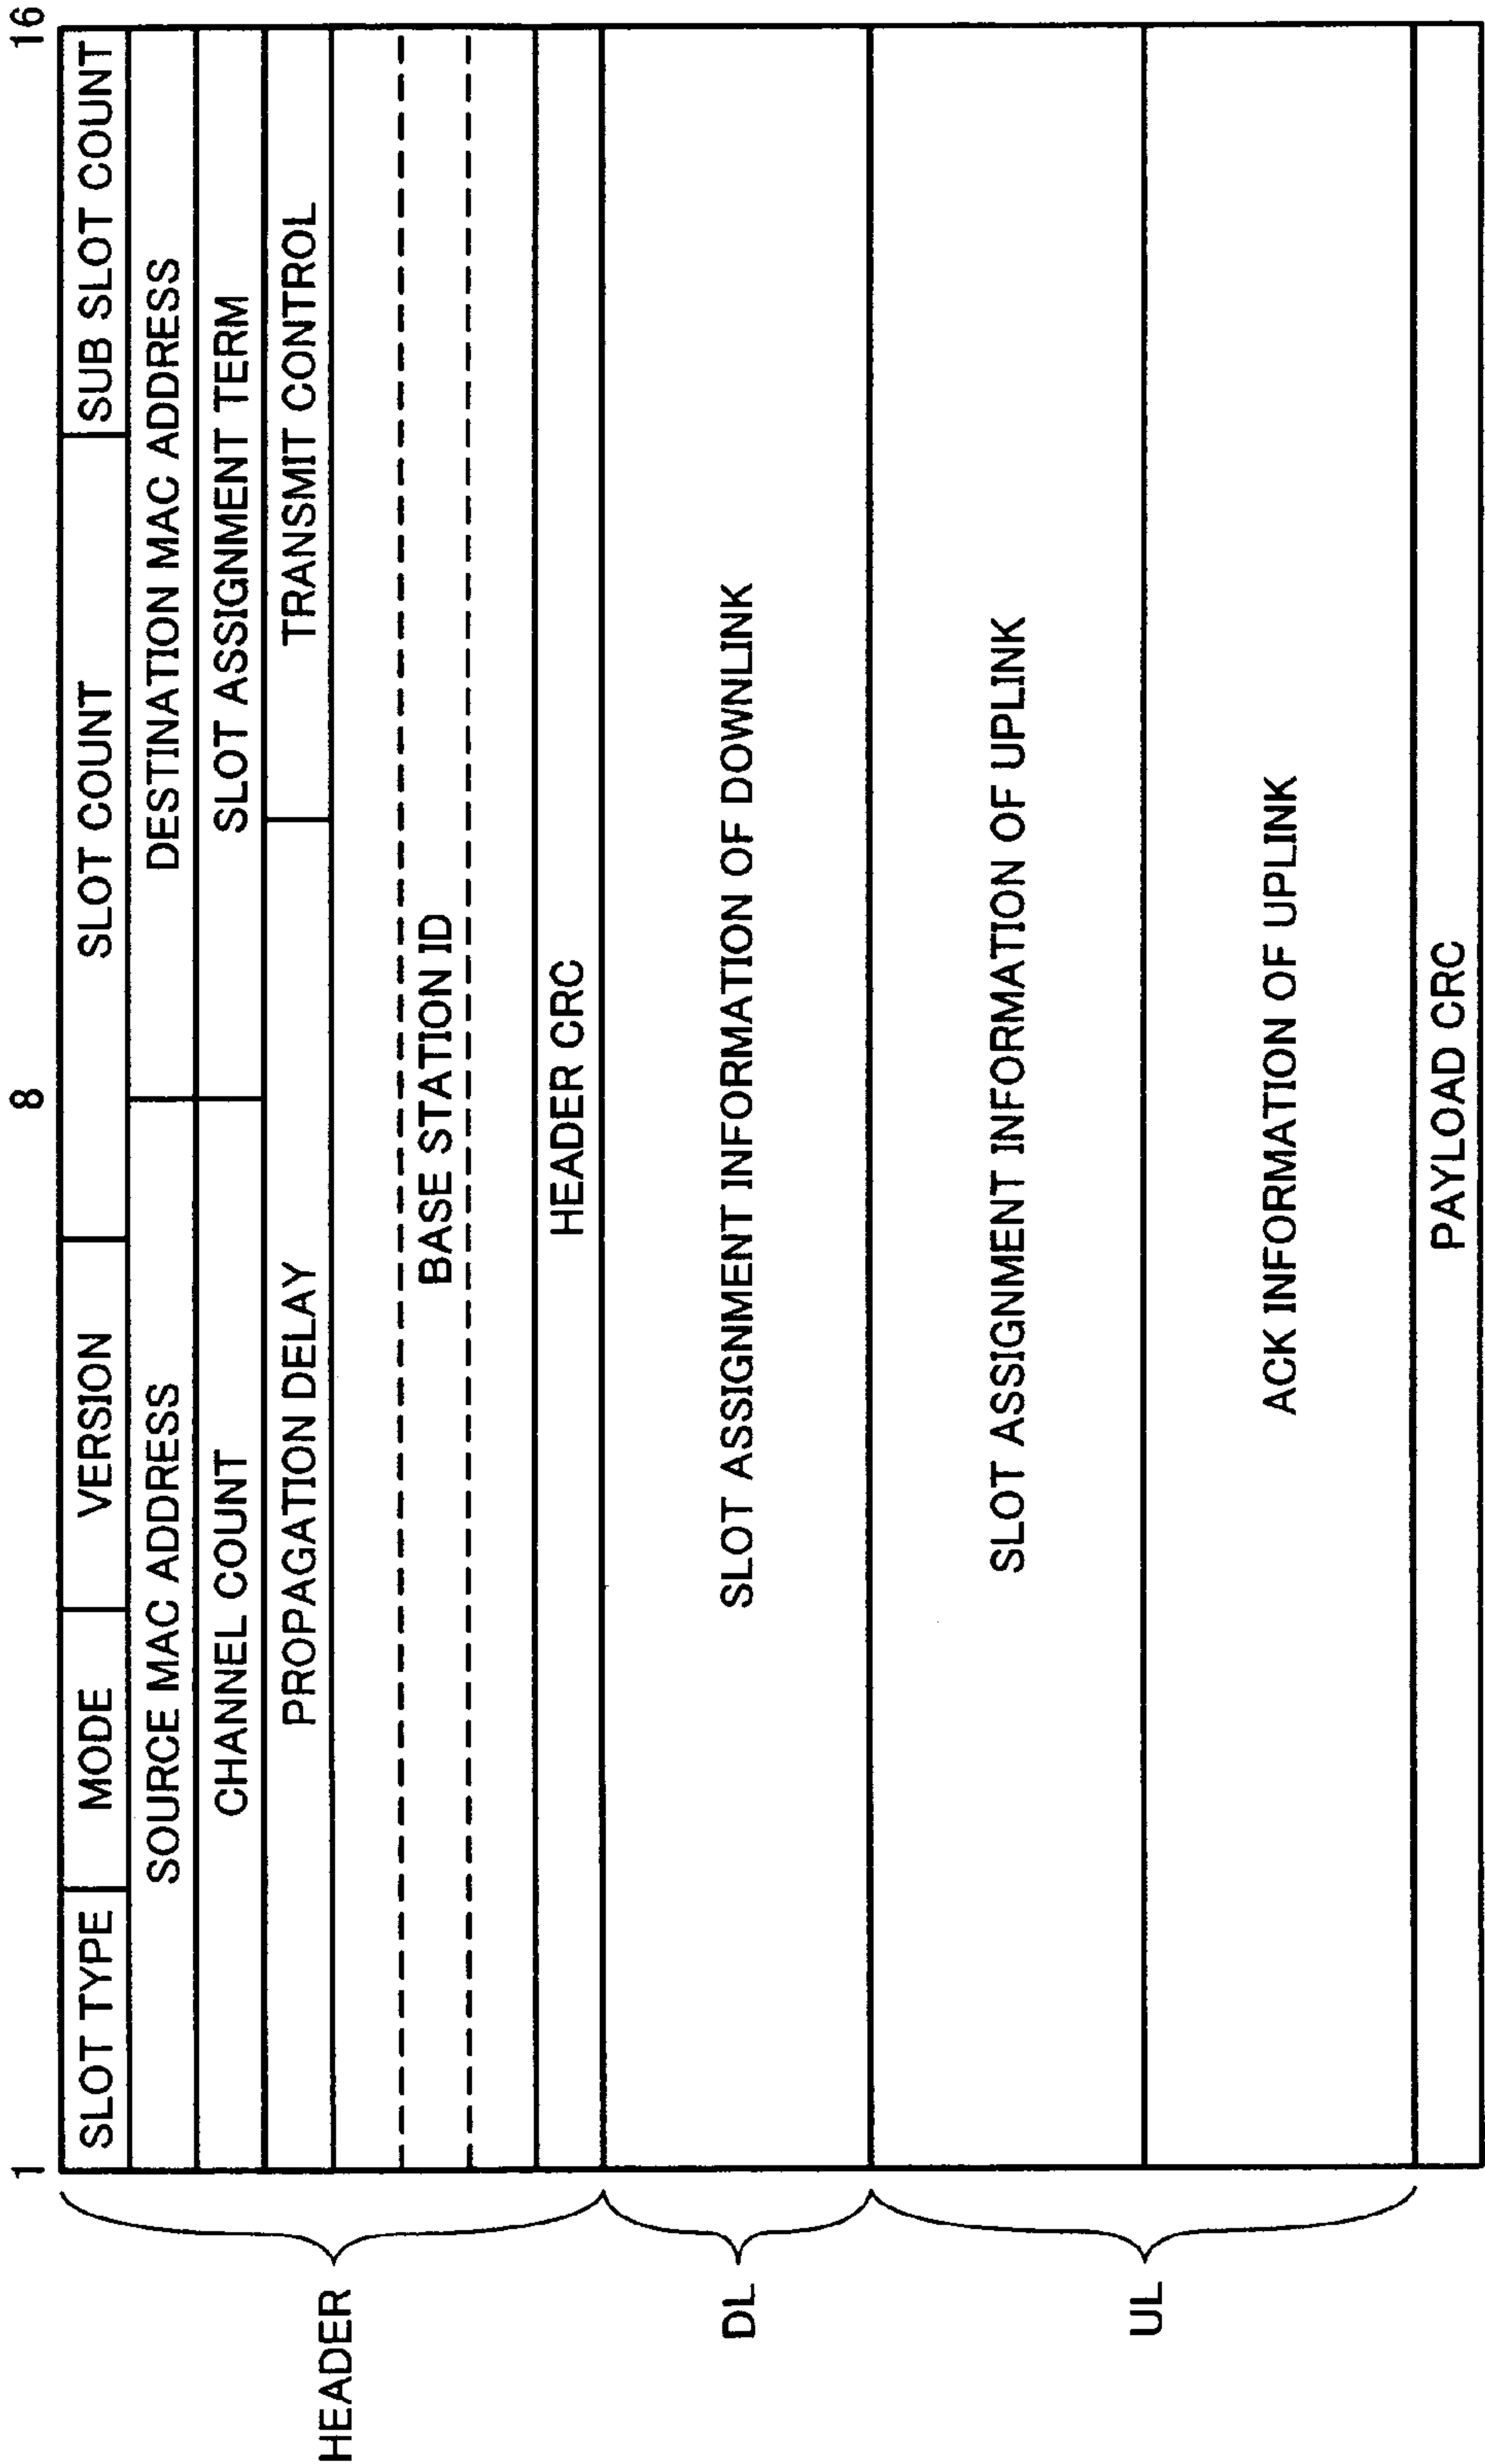 1 8 16
SLOT TYPE MODE VERSION SLOT COUNT SUB SLOT COUNT
SOURCE MAC ADDRESS DESTINATION MAC ADDRESS
CHANNEL COUNT SLOT ASSIGNMENT TERM
HEADER PROPAGATION DELAY TRANSMIT CONTROL
BASE STATION ID
HEADER CRC
DL SLOT ASSIGNMENT INFORMATION OF DOWNLINK
SLOT ASSIGNMENT INFORMATION OF UPLINK
UL
ACK INFORMATION OF UPLINK
PAYLOAD CRC